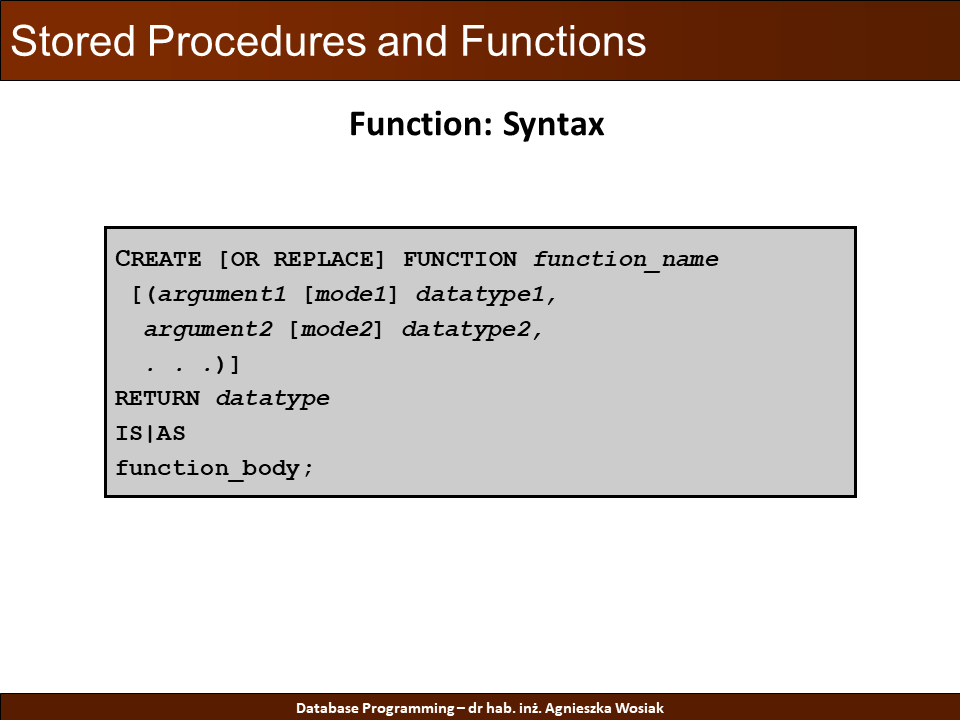 Stored Procedures and Functions
Function: Syntax
CREATE [OR REPLACE] FUNCTION function_name
[(argument1 [mode1] datatype1,
argument2 [mode2] datatype2,
. . .)]
RETURN datatype
IS|AS
function_body;
Database Programming – dr hab. inż. Agnieszka Wosiak